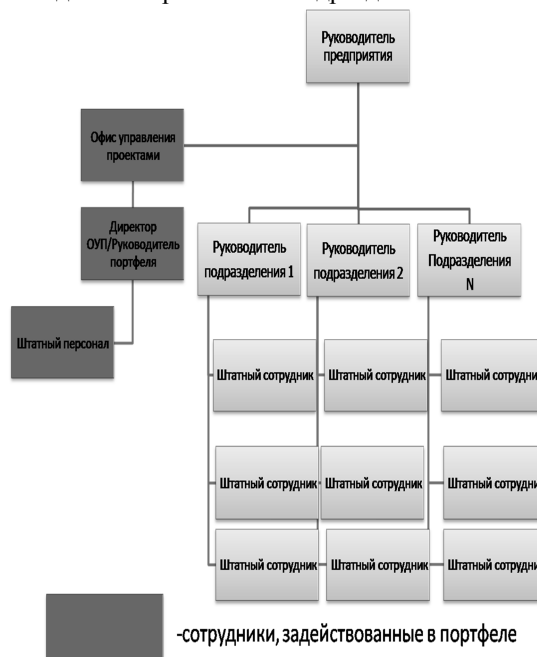 Руководитель
предприятия
Офис управления
проектами
Директор
ОУП/Руководитель
портфеля
Штатный персонал
Руководитель
подразделения 1
Руководитель
подразделения 2
Руководитель
Подразделения
N
Штатный сотрудник
Штатный сотрудник
Штатный сотрудник
Штатный сотрудник
Штатный сотрудник
Штатный сотрудник
Штатный сотрудник
Штатный сотрудник
Штатный сотрудник
-сотрудники, задействованные в портфеле